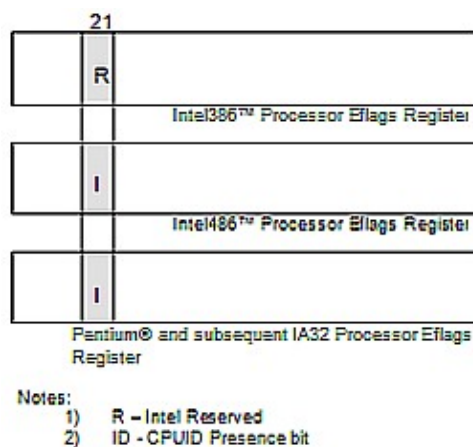 21
R
Intel386™ Processor Eflags Register
I
Intel486™ Processor Eflags Register
I
Pentium® and subsequent IA32 Processor Eflags
Register
Notes:
1) R – Intel Reserved
2) ID - CPUID Presence bit